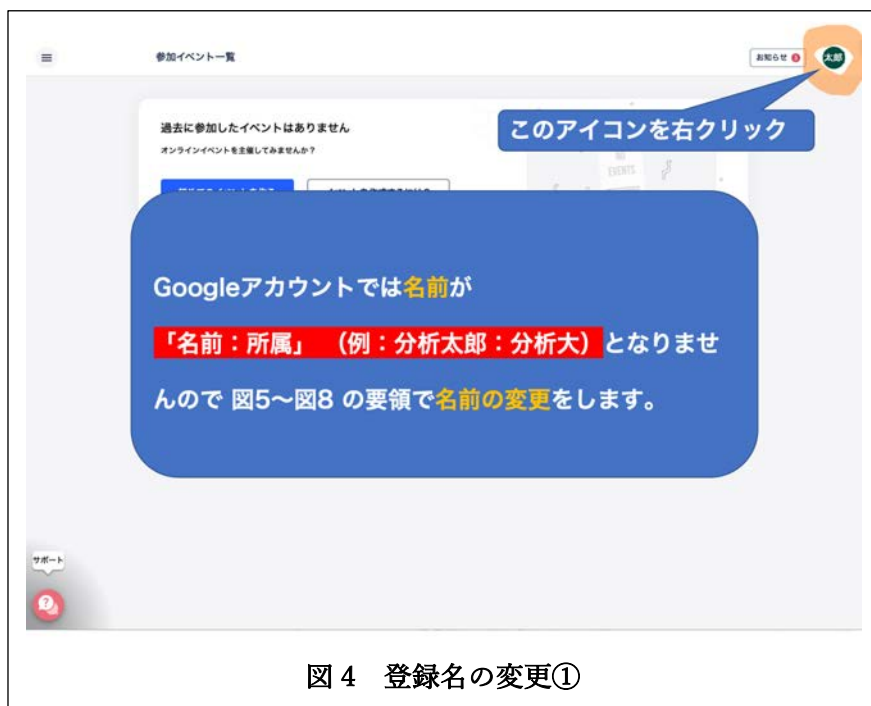 参加イベント一覧
お知らせ
太郎
このアイコンを右クリック
過去に参加したイベントはありません
オンラインイベントを主催してみませんか？
NO
EVENTS
Googleアカウントでは名前が
「名前：所属」 （例：分析太郎：分析大）となりませ
んので 図5～図8 の要領で名前の変更をします。
サポート
?
図４　登録名の変更①